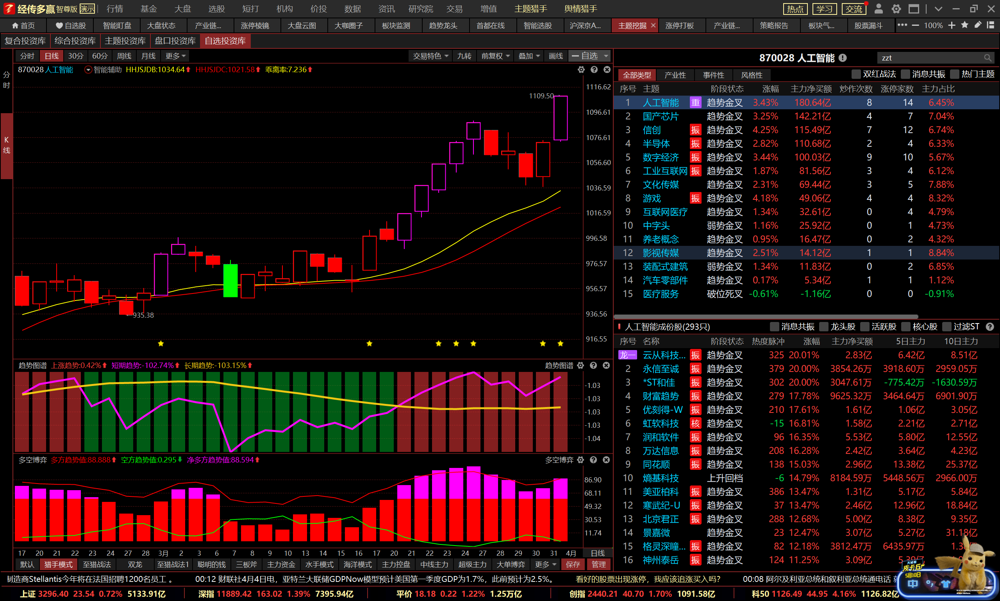 经传多赢 智尊版 演示 行情 基金 大盘 选股 短打 机构 价投 数据 资讯 研究院 交易 增值 主题猎手 舆情猎手 热点 学习 交流
首页 自选股 智能盯盘 大盘状态 产业链... 涨停棱镜 大盘云图 大咖圈子 板块监测 趋势龙头 首都在线 智能选股 沪深京A... 主题挖掘 涨停打板 产业链... 策略报告 板块气... 股票漏斗 ••• 100%
复合投资库 综合投资库 主题投资库 盘口投资库 自选投资库
分时
K线
分时 日线 30分 60分 周线 月线 更多 交易特色 九转 前复权 叠加 画线 自选
870028 人工智能 智能辅助 HHJSJDB:1034.64 HHJSJDC:1021.58 乖离率:7.236
1116.62
1109.50
1096.61
1076.61
1056.60
1036.59
1016.59
996.58
976.57
956.57
936.56
935.38
916.55
趋势图谱 上涨趋势:0.42% 短期趋势:-102.74% 长期趋势:-103.15% 趋势图谱
-1.03
-1.03
-1.03
-1.03
-1.04
多空博弈 多方趋势值:88.888 空方趋势值:0.295 净多方趋势值:88.594 多空博弈
86.90
68.11
49.32
30.53
11.74
17 20 21 22 23 24 27 28 3月 2 3 6 7 8 9 10 13 14 15 16 17 20 21 22 23 24 27 28 29 30 31 4月 日线
默认 猎手模式 至猎战法 双龙 至猎战法1 聪明的钱 三板斧 主力资金 水手模式 海洋模式 主力控盘 中线主力 超级主力 大单博弈 更多 保存 管理
870028 人工智能 zzt
全部类型 产业性 事件性 风格性 双红战法 消息共振 热门主题
序号 主题 阶段状态 涨幅 主力净买额 炒作次数 涨停家数 主力占比
1 人工智能 重 趋势金叉 3.43% 180.64亿 8 14 6.45%
2 国产芯片 趋势金叉 3.25% 142.21亿 4 7 7.04%
3 信创 振 趋势金叉 4.25% 115.49亿 7 12 6.74%
4 半导体 振 趋势金叉 2.82% 110.68亿 2 4 6.33%
5 数字经济 振 趋势金叉 3.44% 100.03亿 9 10 5.67%
6 工业互联网 振 趋势金叉 1.87% 81.56亿 3 4 6.12%
7 文化传媒 趋势金叉 2.31% 69.44亿 3 5 7.88%
8 游戏 振 趋势金叉 4.18% 49.06亿 4 4 8.32%
9 互联网医疗 趋势金叉 1.34% 32.61亿 0 4 4.79%
10 中字头 弱势金叉 1.16% 25.92亿 0 1 4.73%
11 养老概念 趋势金叉 0.95% 16.47亿 0 2 4.32%
12 影视传媒 趋势金叉 2.51% 14.12亿 1 1 8.84%
13 装配式建筑 弱势金叉 1.34% 11.83亿 0 2 6.85%
14 汽车零部件 趋势金叉 0.17% 5.34亿 1 1 1.12%
15 医疗服务 破位死叉 -0.61% -1.16亿 0 0 -0.91%
人工智能成份股(293只) 消息共振 龙头股 活跃股 核心股 过滤ST
序号 名称 阶段状态 热度脉冲 涨幅 主力净买额 5日主力 10日主力
龙一 云从科技... 振 趋势金叉 325 20.01% 2.83亿 6.42亿 8.51亿
2 永信至诚 振 趋势金叉 379 20.00% 3854.26万 3918.60万 2959.05万
3 *ST和佳 振 趋势金叉 302 20.00% 3047.61万 -775.42万 -1630.59万
4 财富趋势 振 趋势金叉 279 17.78% 9625.32万 3464.64万 6901.90万
5 优刻得-W 振 趋势金叉 210 17.61% 1.61亿 1.06亿 3.05亿
6 虹软科技 核 趋势金叉 -15 16.81% 1.58亿 2.21亿 2.71亿
7 润和软件 振 趋势金叉 96 16.35% 5.53亿 5.80亿 12.55亿
8 万达信息 振 趋势金叉 208 16.28% 2.42亿 3.64亿 4.23亿
9 同花顺 振 趋势金叉 138 15.03% 2.96亿 13.38亿 25.37亿
10 熵基科技 上升回档 -6 14.79% 8184.59万 5448.56万 2966.00万
11 美亚柏科 振 趋势金叉 386 13.47% 1.31亿 5.17亿 5.84亿
12 寒武纪-U 振 趋势金叉 37 13.47% 2.46亿 12.96亿 18.84亿
13 北京君正 振 趋势金叉 288 12.68% 5.00亿 8.38亿 9.35亿
14 景嘉微 趋势金叉 23 12.47% 3.07亿 5.27亿 31.18亿
15 格灵深瞳... 振 趋势金叉 82 12.18% 3812.47万 6435.97万
16 神州泰岳 振 趋势金叉 124 11.25% 3.09亿
5月10日
中
制造商Stellantis今年将在法国招聘1200名员工 。 00:12 财联社4月4日电，亚特兰大联储GDPNow模型预计美国第一季度GDP为1.7%，此前预计为2.5%。 看好的股票出现涨停，我应该追涨买入吗? 00:08 阿尔及利亚总统和叙利亚总统通电话
上证 3296.40 23.54 0.72% 5133.91亿 深指 11889.42 163.02 1.39% 7395.94亿 平价 18.18 0.22 1.22% 1.25万亿 创指 2440.21 40.70 1.70% 1091.58亿 科50 1126.49 44.95 4.16% 1126.82亿